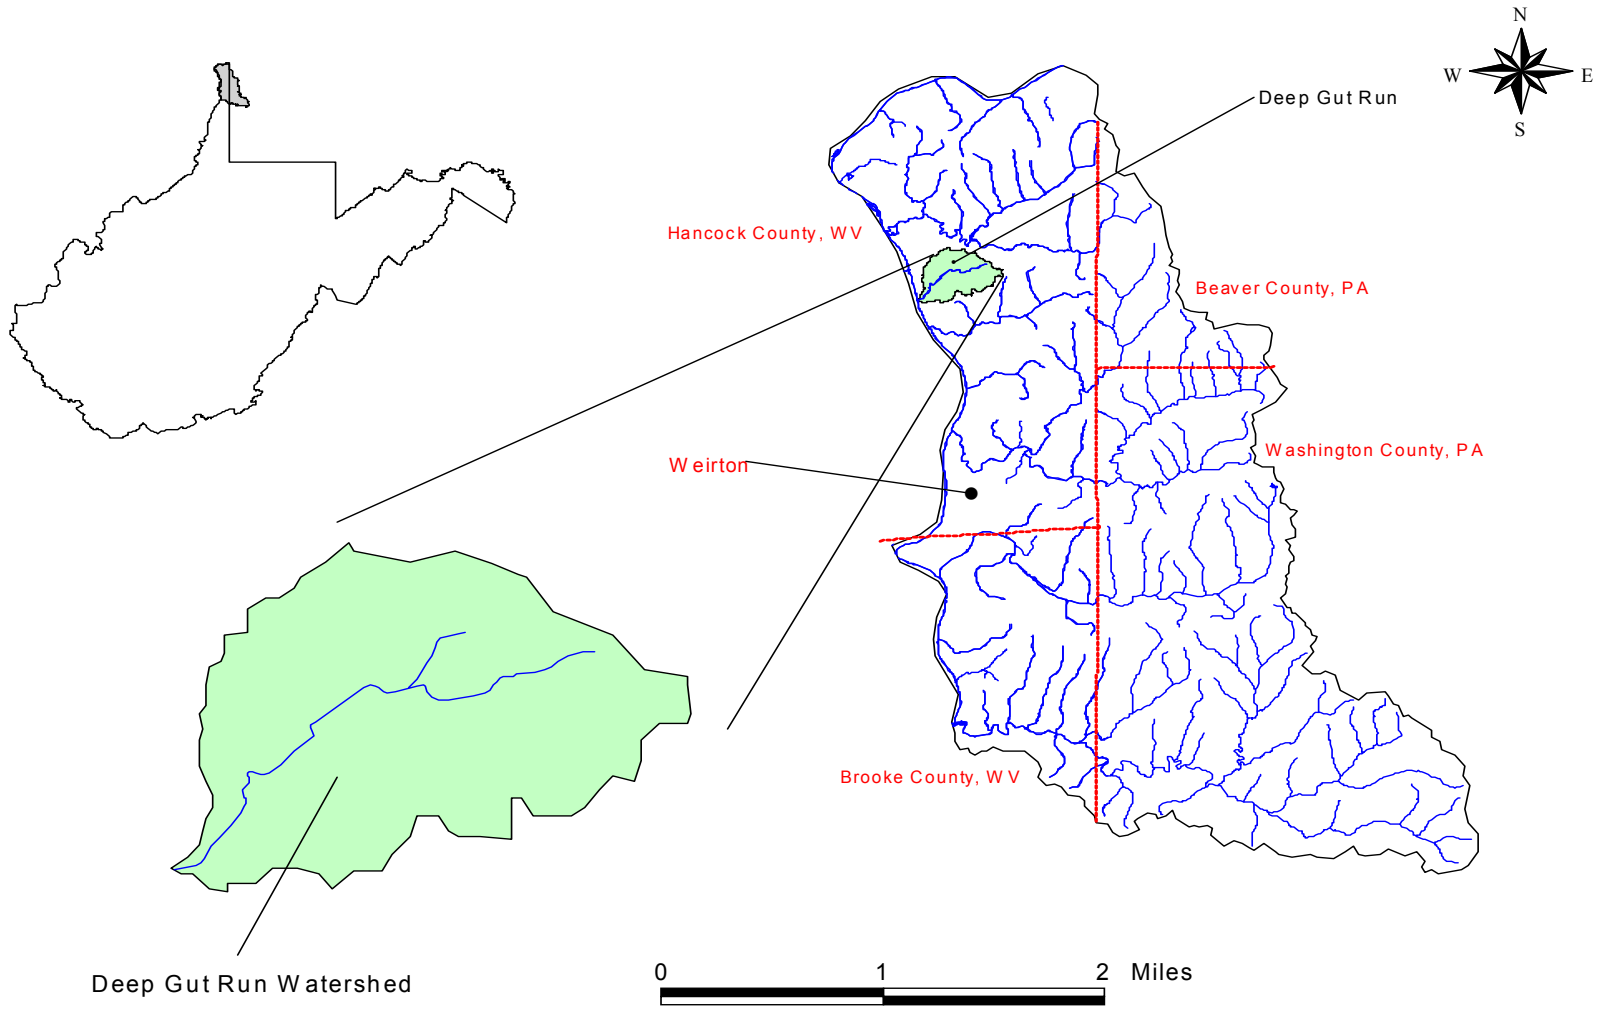 N
W E
S
Deep Gut Run
Hancock County, WV
Beaver County, PA
Washington County, PA
Weirton
Brooke County, WV
Deep Gut Run Watershed
0 1 2 Miles